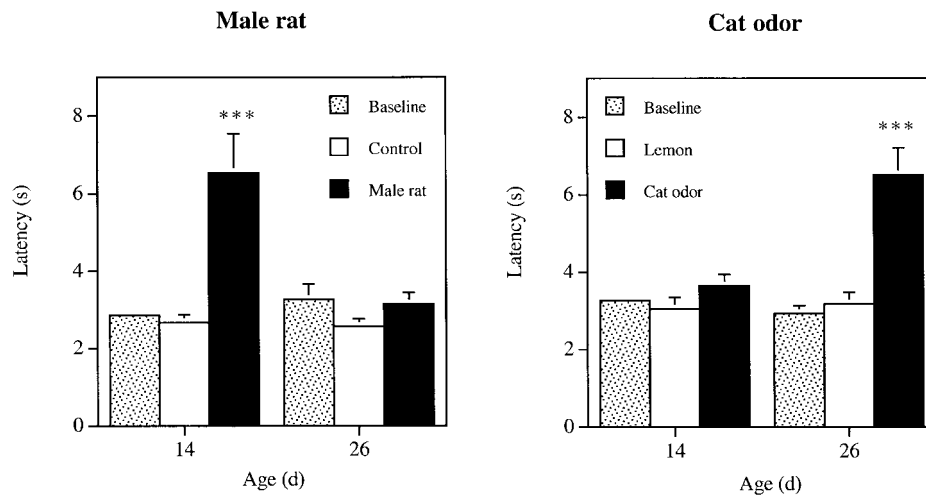 Male rat
Latency (s)
8
6
4
2
0
***
Baseline
Control
Male rat
14
26
Age (d)
Cat odor
Latency (s)
8
6
4
2
0
Baseline
Lemon
Cat odor
***
14
26
Age (d)